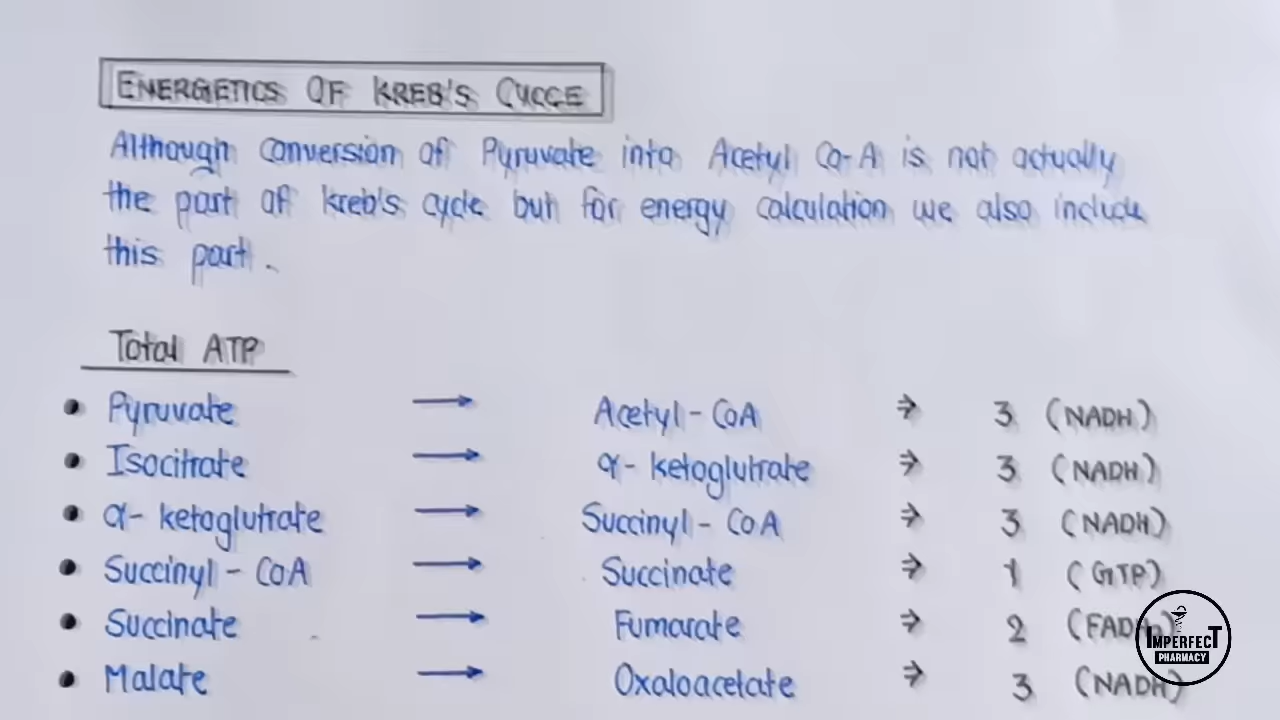 ENERGETICS OF KREB'S CYCLE
Although conversion of Pyruvate into Acetyl Co-A is not actually
the part of kreb's cycle but for energy calculation we also include
this part.
Total ATP
• Pyruvate → Acetyl-CoA ⇒ 3 (NADH)
• Isocitrate → α-ketoglutrate ⇒ 3 (NADH)
• α-ketoglutrate → Succinyl-CoA ⇒ 3 (NADH)
• Succinyl-CoA → Succinate ⇒ 1 (GTP)
• Succinate → Fumarate ⇒ 2
• Malate → Oxaloacetate ⇒ 3 (NADH)
IMPERFECT
PHARMACY